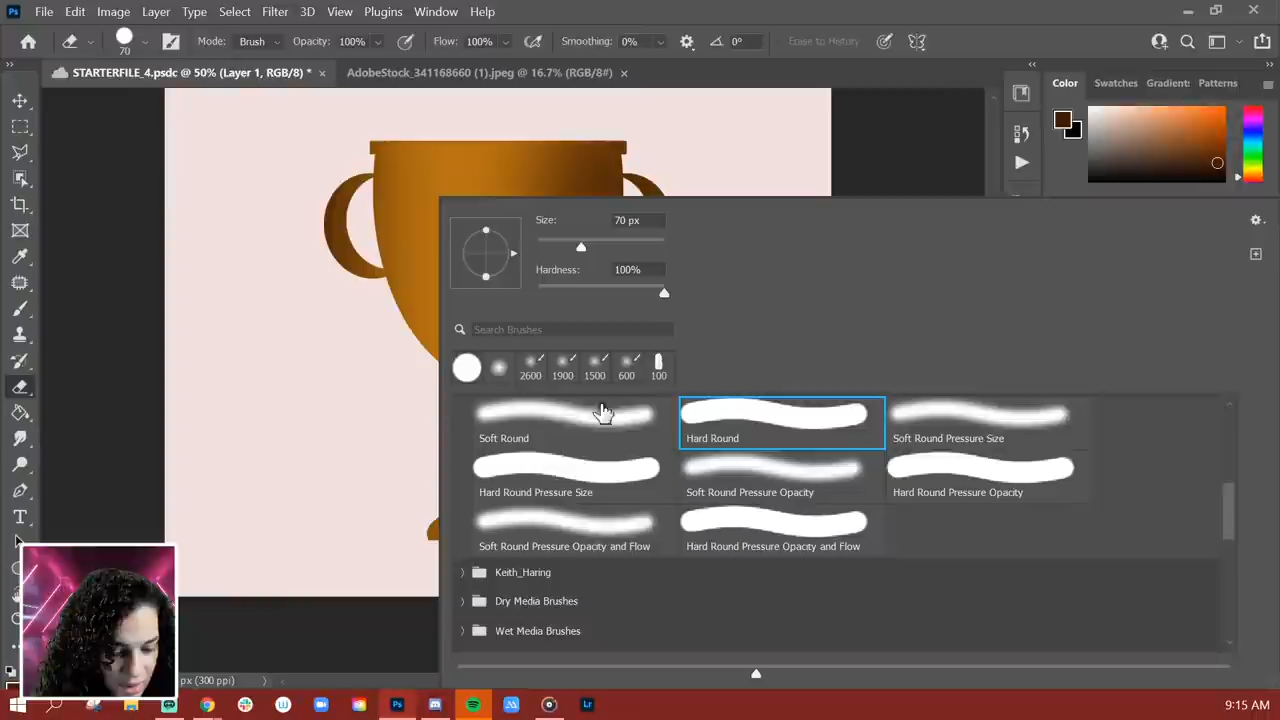 Ps File Edit Image Layer Type Select Filter 3D View Plugins Window Help
70 Mode: Brush Opacity: 100% Flow: 100% Smoothing: 0% 0° Erase to History
STARTERFILE_4.psdc @ 50% (Layer 1, RGB/8) * × AdobeStock_341168660 (1).jpeg @ 16.7% (RGB/8#) ×
Color Swatches Gradient: Patterns
Size: 70 px
Hardness: 100%
Search Brushes
2600 1900 1500 600 100
Soft Round Hard Round Soft Round Pressure Size
Hard Round Pressure Size Soft Round Pressure Opacity Hard Round Pressure Opacity
Soft Round Pressure Opacity and Flow Hard Round Pressure Opacity and Flow
Keith_Haring
Dry Media Brushes
Wet Media Brushes
px (300 ppi)
Ps Lr 9:15 AM